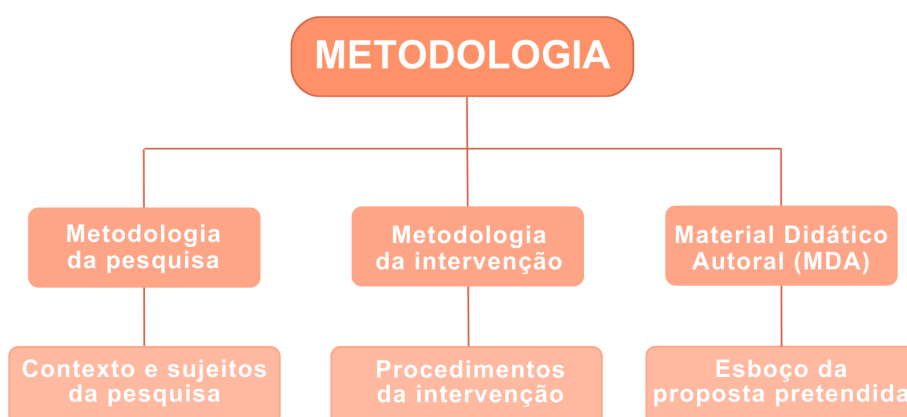 METODOLOGIA
Metodologia
da pesquisa
Metodologia
da intervenção
Material Didático
Autoral (MDA)
Contexto e sujeitos
da pesquisa
Procedimentos
da intervenção
Esboço da
proposta pretendida